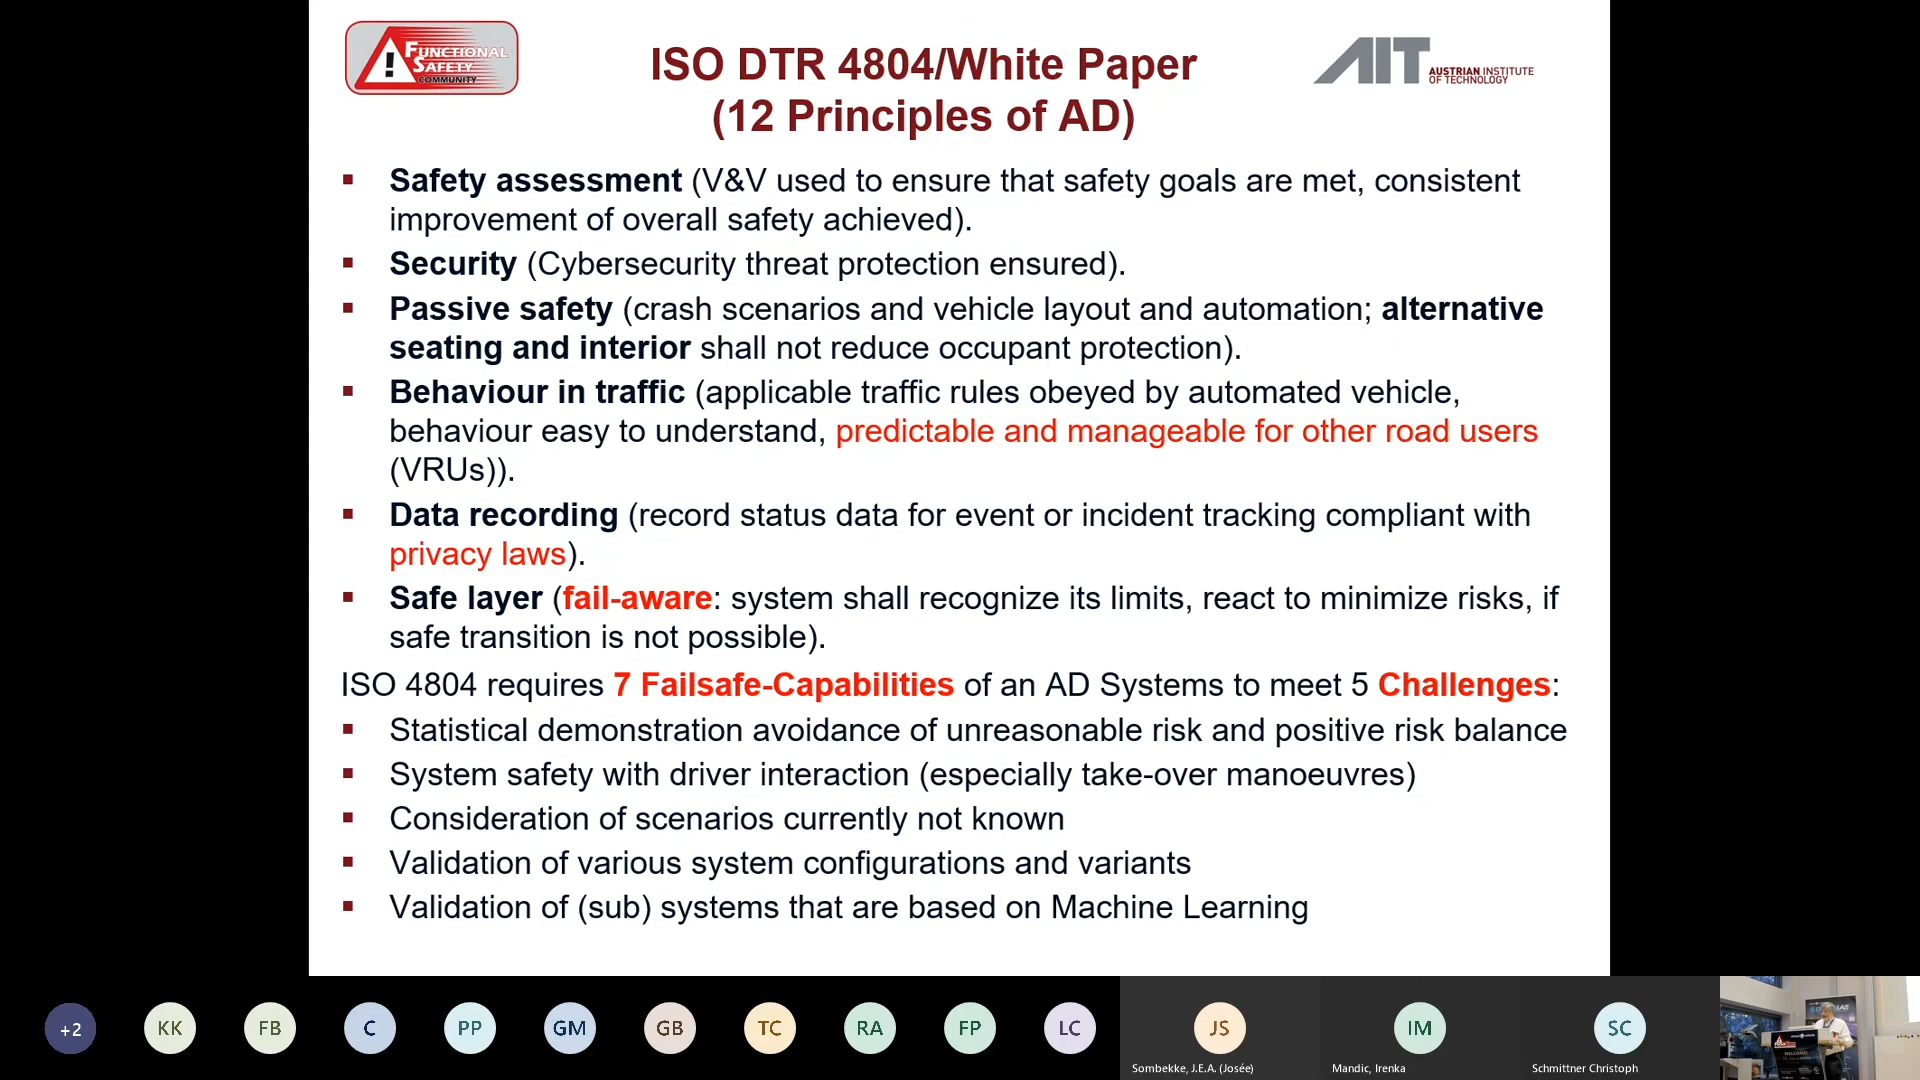 FUNCTIONAL
SAFETY
COMMUNITY
ISO DTR 4804/White Paper
(12 Principles of AD)
AIT AUSTRIAN INSTITUTE
OF TECHNOLOGY
▪ Safety assessment (V&V used to ensure that safety goals are met, consistent
improvement of overall safety achieved).
▪ Security (Cybersecurity threat protection ensured).
▪ Passive safety (crash scenarios and vehicle layout and automation; alternative
seating and interior shall not reduce occupant protection).
▪ Behaviour in traffic (applicable traffic rules obeyed by automated vehicle,
behaviour easy to understand, predictable and manageable for other road users
(VRUs)).
▪ Data recording (record status data for event or incident tracking compliant with
privacy laws).
▪ Safe layer (fail-aware: system shall recognize its limits, react to minimize risks, if
safe transition is not possible).
ISO 4804 requires 7 Failsafe-Capabilities of an AD Systems to meet 5 Challenges:
▪ Statistical demonstration avoidance of unreasonable risk and positive risk balance
▪ System safety with driver interaction (especially take-over manoeuvres)
▪ Consideration of scenarios currently not known
▪ Validation of various system configurations and variants
▪ Validation of (sub) systems that are based on Machine Learning
+2 KK FB C PP GM GB TC RA FP LC JS IM SC
Sombekke, J.E.A. (Josée) Mandic, Irenka Schmittner Christoph